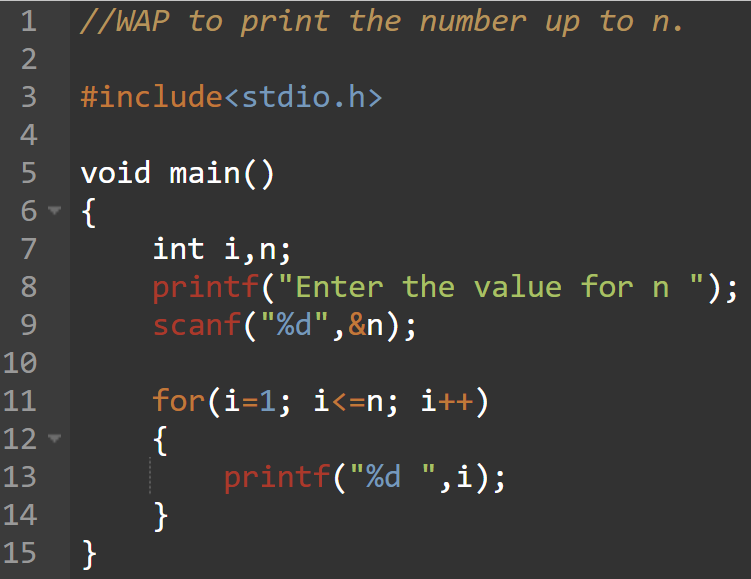 1 //WAP to print the number up to n.
2
3 #include<stdio.h>
4
5 void main()
6 {
7     int i,n;
8     printf("Enter the value for n ");
9     scanf("%d",&n);
10
11     for(i=1; i<=n; i++)
12     {
13         printf("%d ",i);
14     }
15 }